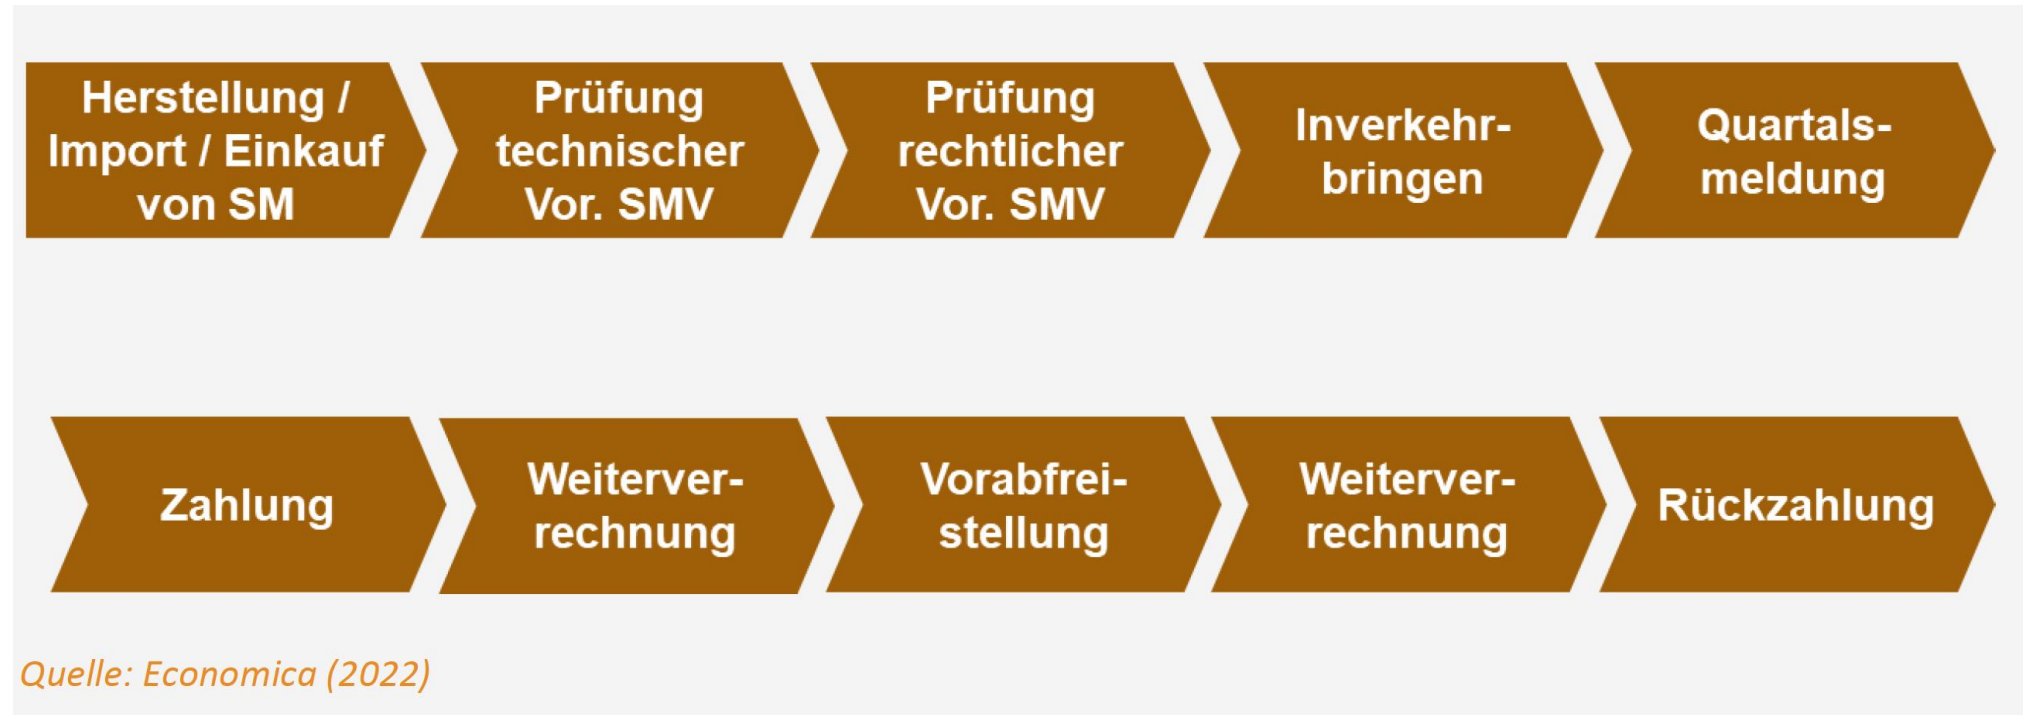 Herstellung /
Import / Einkauf
von SM
Prüfung
technischer
Vor. SMV
Prüfung
rechtlicher
Vor. SMV
Inverkehr-
bringen
Quartals-
meldung
Zahlung
Weiterver-
rechnung
Vorabfrei-
stellung
Weiterver-
rechnung
Rückzahlung
Quelle: Economica (2022)